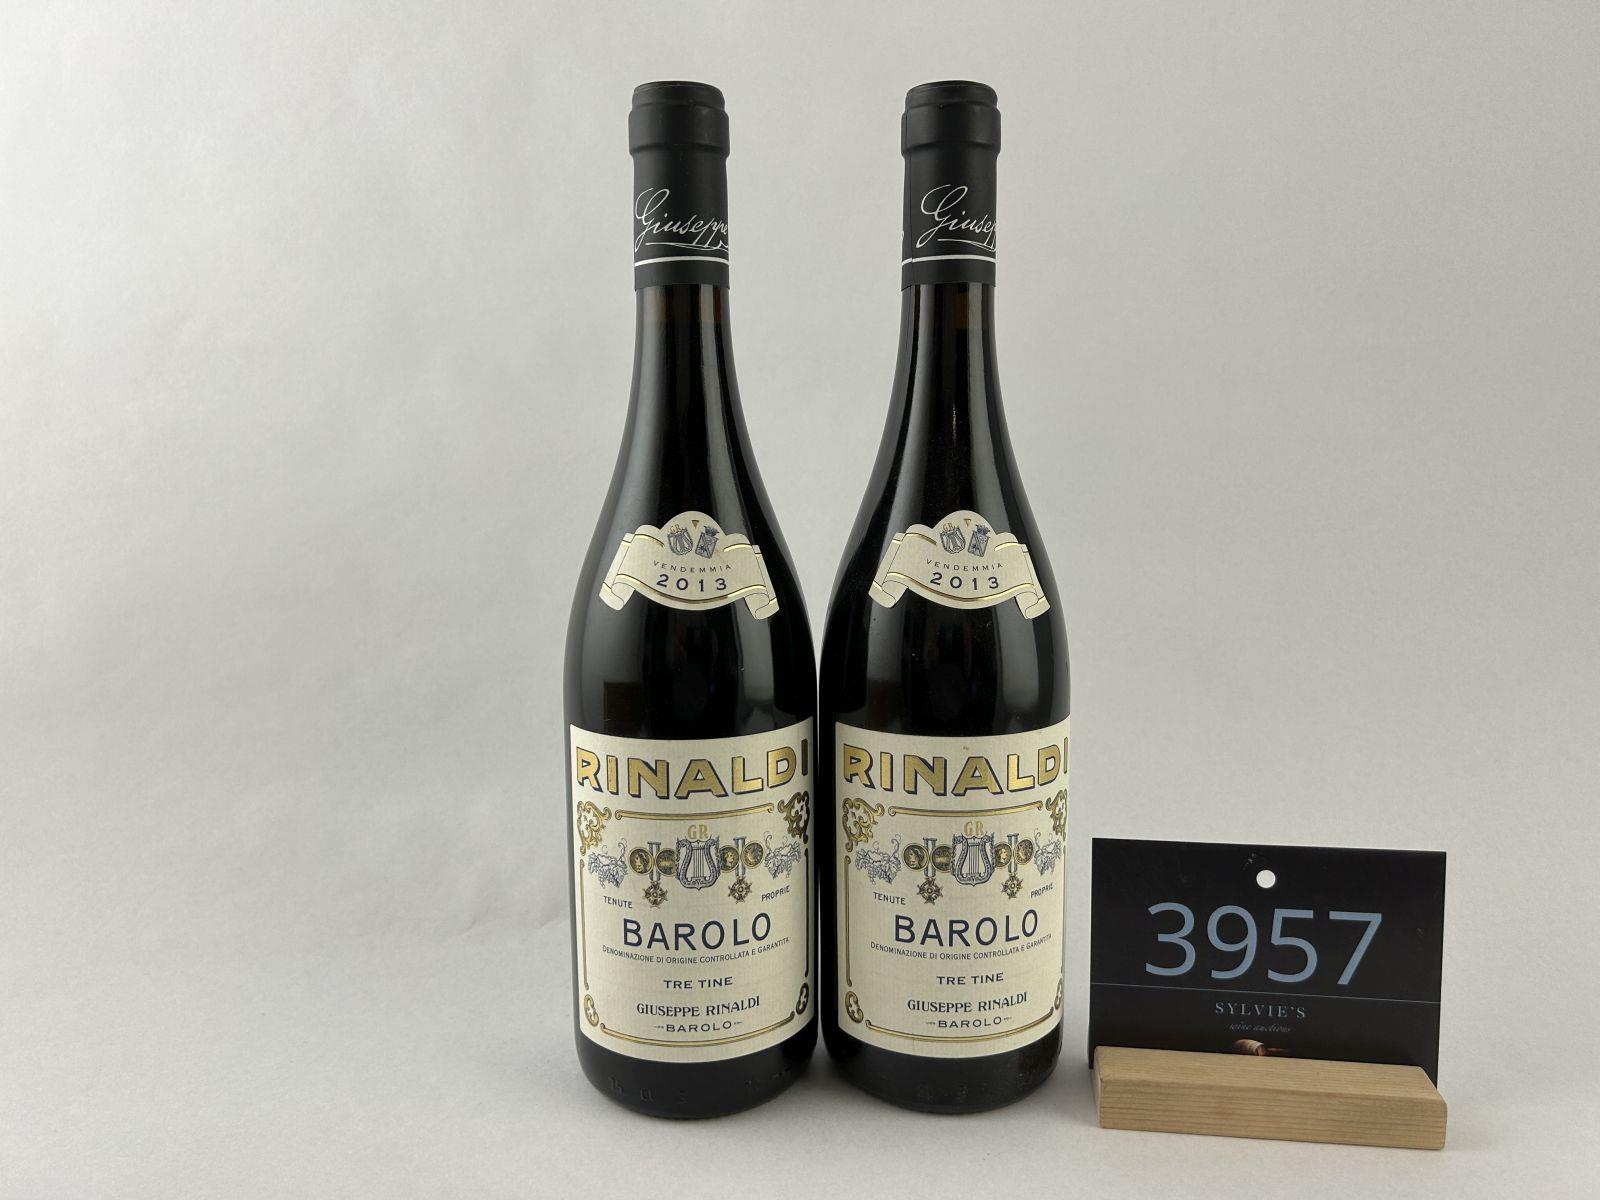 Giuseppe
VENDEMMIA
2013
RINALDI
GR
TENUTE PROPRIE
BAROLO
DENOMINAZIONE DI ORIGINE CONTROLLATA E GARANTITA
TRE TINE
GIUSEPPE RINALDI
BAROLO
Giusepp
VENDEMMIA
2013
RINALDI
GR
TENUTE PROPRIE
BAROLO
DENOMINAZIONE DI ORIGINE CONTROLLATA E GARANTITA
TRE TINE
GIUSEPPE RINALDI
BAROLO
3957
SYLVIE'S
wine auctions